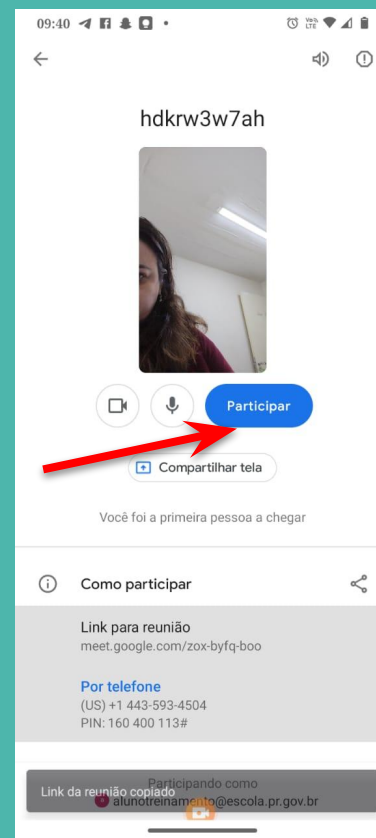 09:40
Vo))
LTE
hdkrw3w7ah
Participar
Compartilhar tela
Você foi a primeira pessoa a chegar
Como participar
Link para reunião
meet.google.com/zox-byfq-boo
Por telefone
(US) +1 443-593-4504
PIN: 160 400 113#
Participando como
Link da reunião copiado
alunotreinamento@escola.pr.gov.br